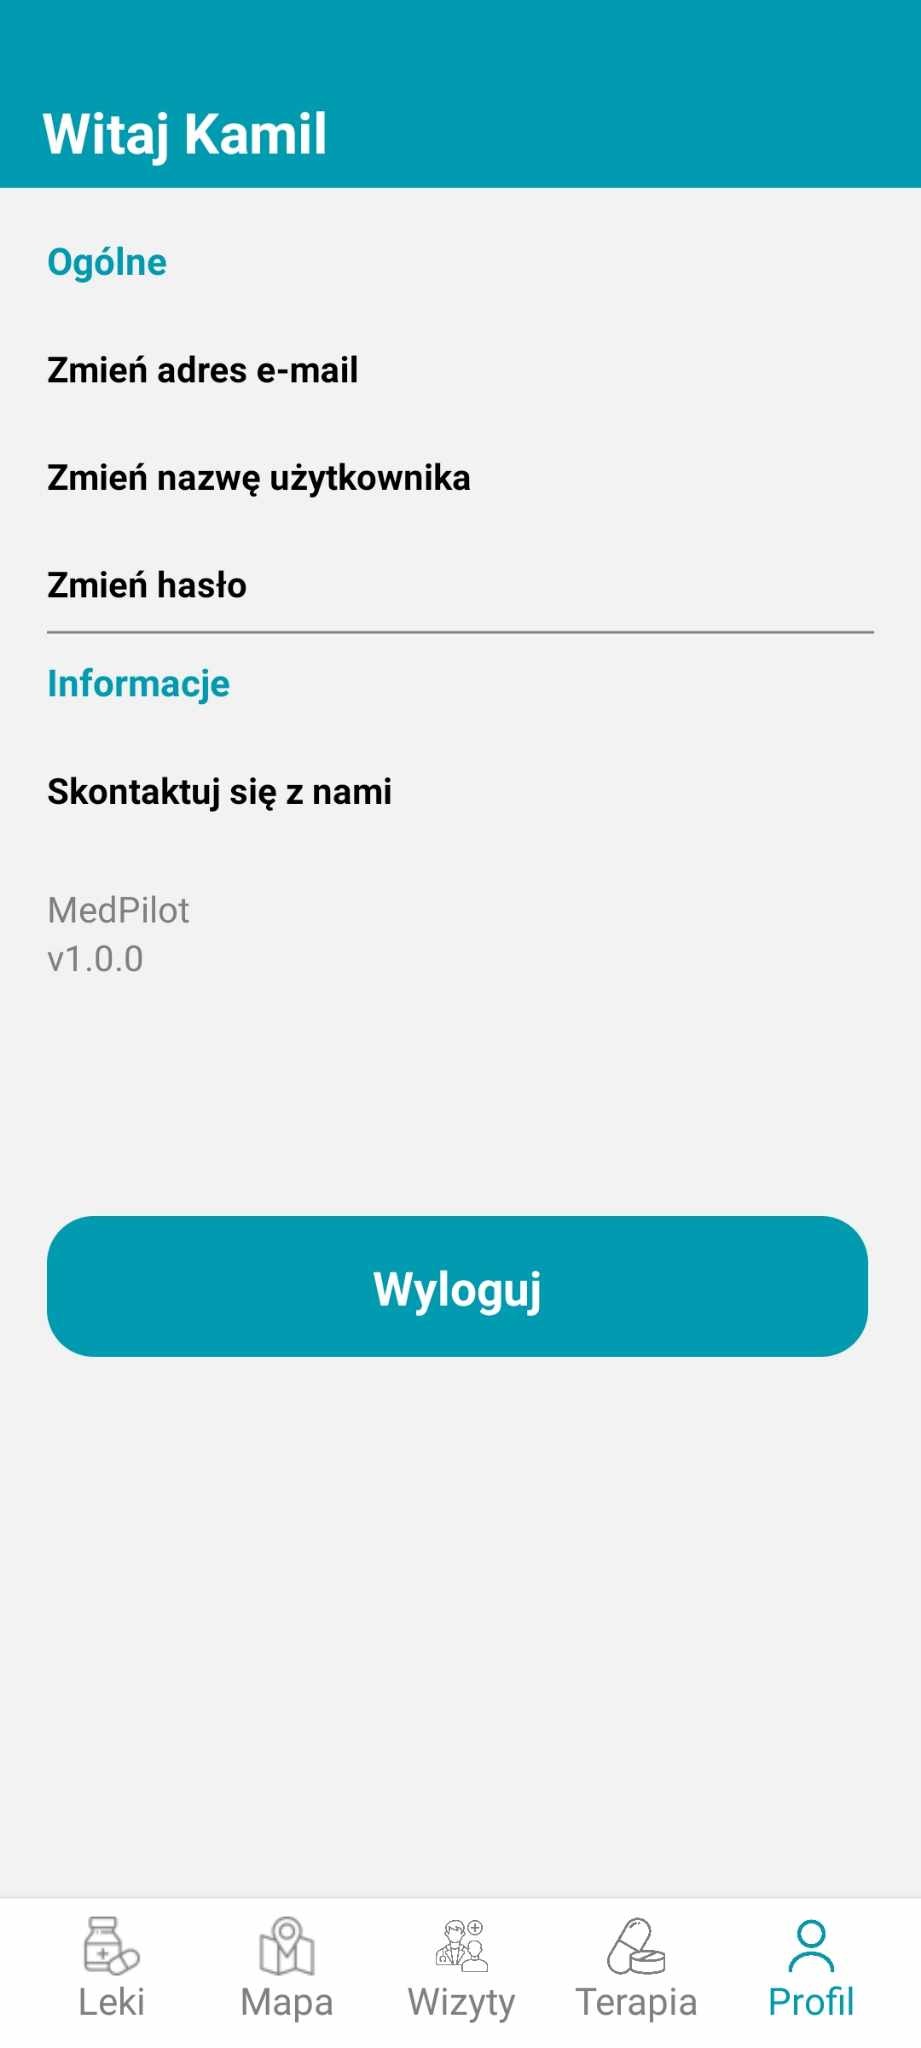 Witaj Kamil
Ogólne
Zmień adres e-mail
Zmień nazwę użytkownika
Zmień hasło
Informacje
Skontaktuj się z nami
MedPilot
v1.0.0
Wyloguj
Leki
Mapa
Wizyty
Terapia
Profil